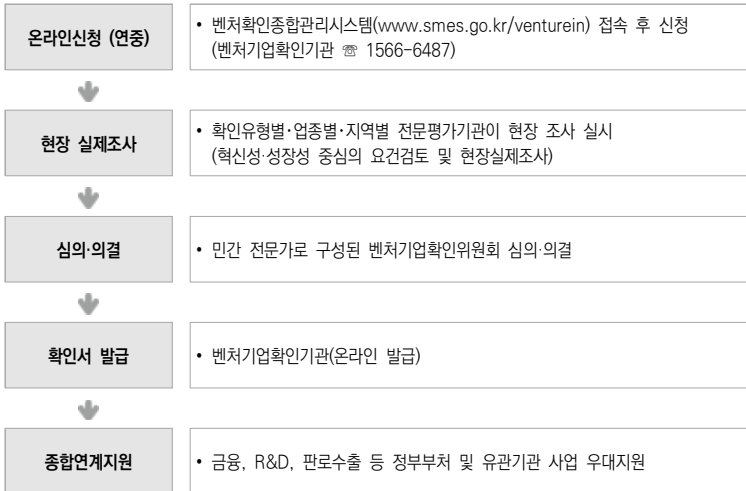 온라인신청 (연중)
• 벤처확인종합관리시스템(www.smes.go.kr/venturein) 접속 후 신청
(벤처기업확인기관 ☏ 1566-6487)
현장 실제조사
• 확인유형별·업종별·지역별 전문평가기관이 현장 조사 실시
(혁신성·성장성 중심의 요건검토 및 현장실제조사)
심의·의결
• 민간 전문가로 구성된 벤처기업확인위원회 심의·의결
확인서 발급
• 벤처기업확인기관(온라인 발급)
종합연계지원
• 금융, R&D, 판로수출 등 정부부처 및 유관기관 사업 우대지원